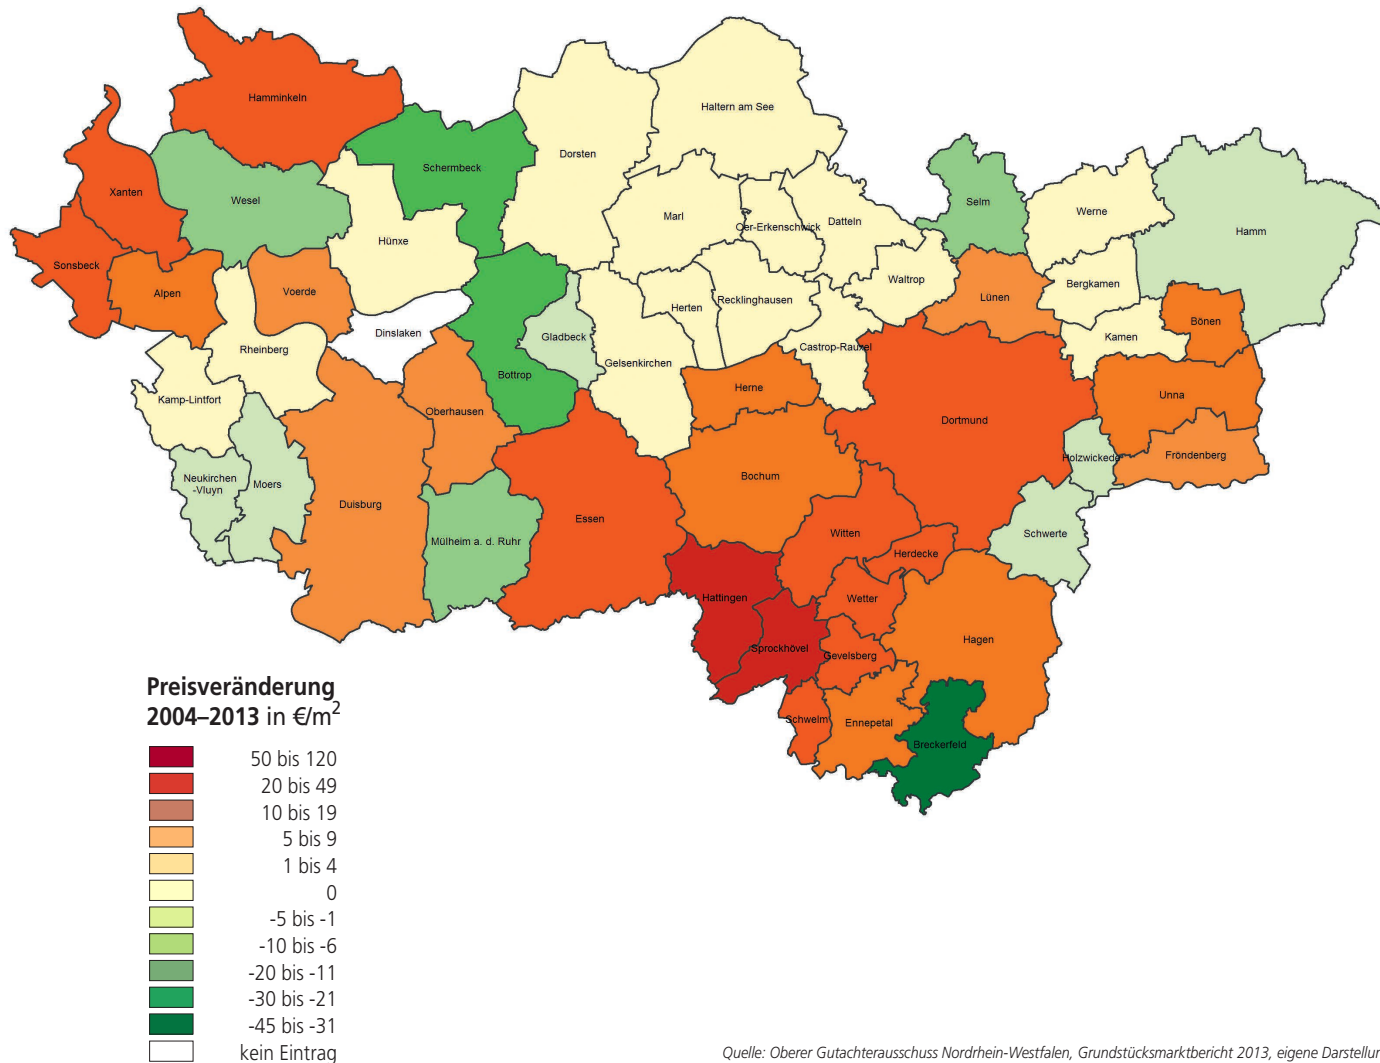 Hamminkeln
Haltern am See
Dorsten
Schermbeck
Xanten
Wesel
Selm
Werne
Marl
Datteln
Oer-Erkenschwick
Hamm
Hünxe
Sonsbeck
Waltrop
Bergkamen
Alpen
Voerde
Lünen
Recklinghausen
Herten
Bönen
Dinslaken
Gladbeck
Kamen
Rheinberg
Castrop-Rauxel
Gelsenkirchen
Bottrop
Herne
Unna
Kamp-Lintfort
Oberhausen
Dortmund
Fröndenberg
Holzwickede
Bochum
Neukirchen
-Vluyn
Moers
Duisburg
Essen
Witten
Schwerte
Mülheim a. d. Ruhr
Herdecke
Hattingen
Wetter
Hagen
Sprockhövel
Gevelsberg
Schwelm
Ennepetal
Breckerfeld
Preisveränderung
2004–2013 in €/m²
50 bis 120
20 bis 49
10 bis 19
5 bis 9
1 bis 4
0
-5 bis -1
-10 bis -6
-20 bis -11
-30 bis -21
-45 bis -31
kein Eintrag
Quelle: Oberer Gutachterausschuss Nordrhein-Westfalen, Grundstücksmarktbericht 2013, eigene Darstellun